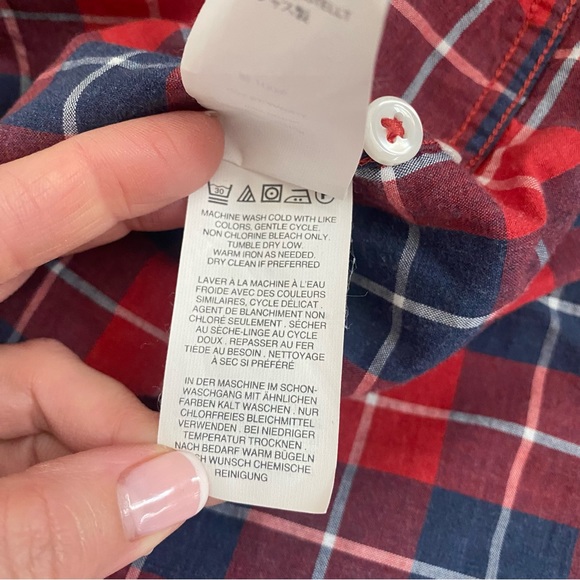 30
MACHINE WASH COLD WITH LIKE
COLORS. GENTLE CYCLE.
NON CHLORINE BLEACH ONLY.
TUMBLE DRY LOW.
WARM IRON AS NEEDED.
DRY CLEAN IF PREFERRED
LAVER À LA MACHINE À L'EAU
FROIDE AVEC DES COULEURS
SIMILAIRES, CYCLE DÉLICAT .
AGENT DE BLANCHIMENT NON
CHLORÉ SEULEMENT . SÉCHER
AU SÈCHE-LINGE AU CYCLE
DOUX . REPASSER AU FER
TIEDE AU BESOIN , NETTOYAGE
À SEC SI PRÉFÉRÉ
IN DER MASCHINE IM SCHON-
WASCHGANG MIT ÄHNLICHEN
FARBEN KALT WASCHEN . NUR
CHLORFREIES BLEICHMITTEL
VERWENDEN . BEI NIEDRIGER
TEMPERATUR TROCKNEN ,
NACH BEDARF WARM BÜGELN
WUNSCH CHEMISCHE
REINIGUNG